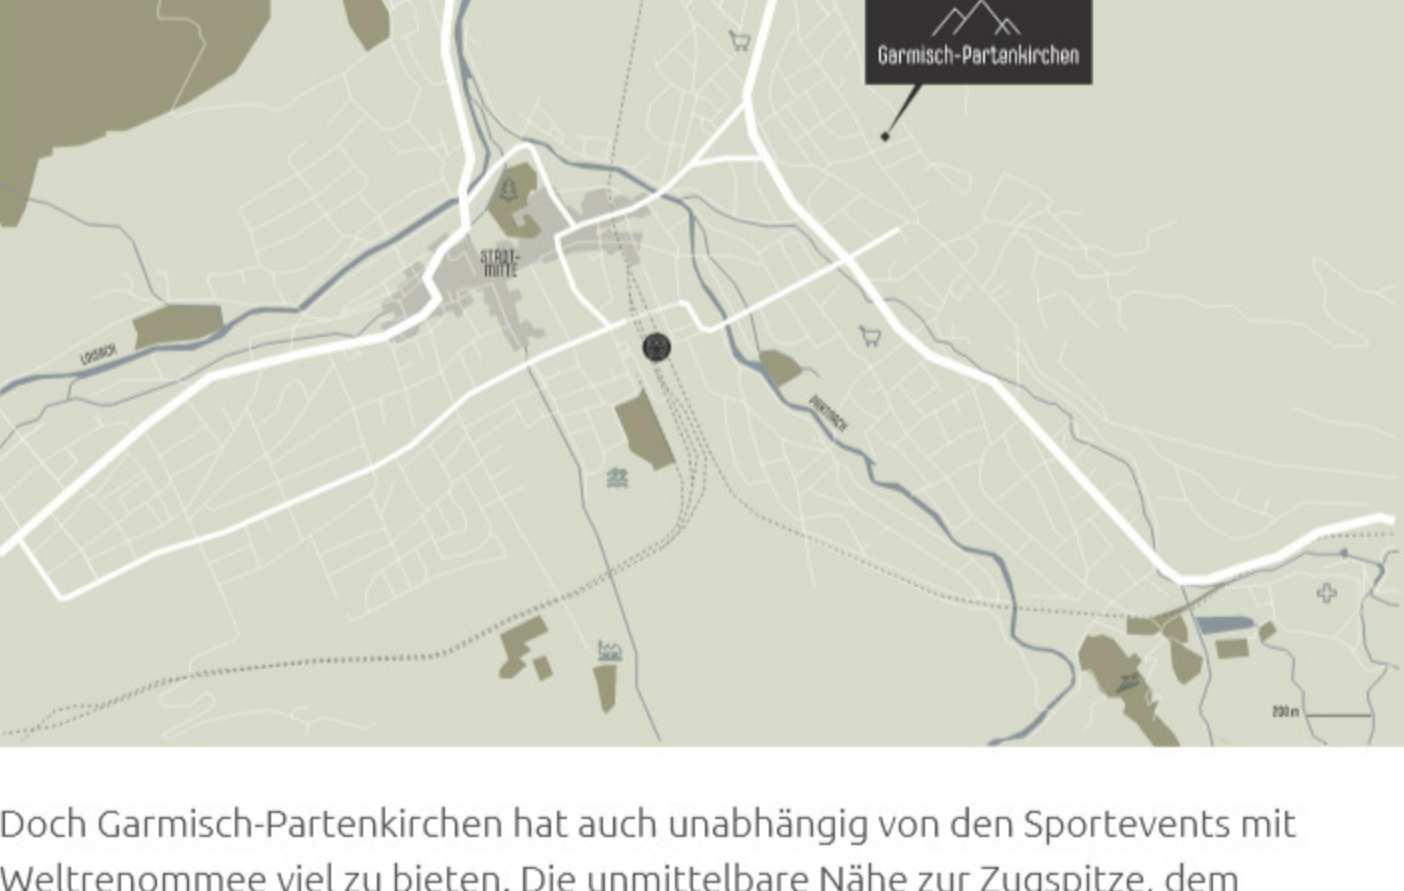 Garmisch-Partenkirchen
STADT-
MITTE
LOISACH
PARTNACH
200 m
Doch Garmisch-Partenkirchen hat auch unabhängig von den Sportevents mit
Weltrenommee viel zu bieten. Die unmittelbare Nähe zur Zugspitze, dem